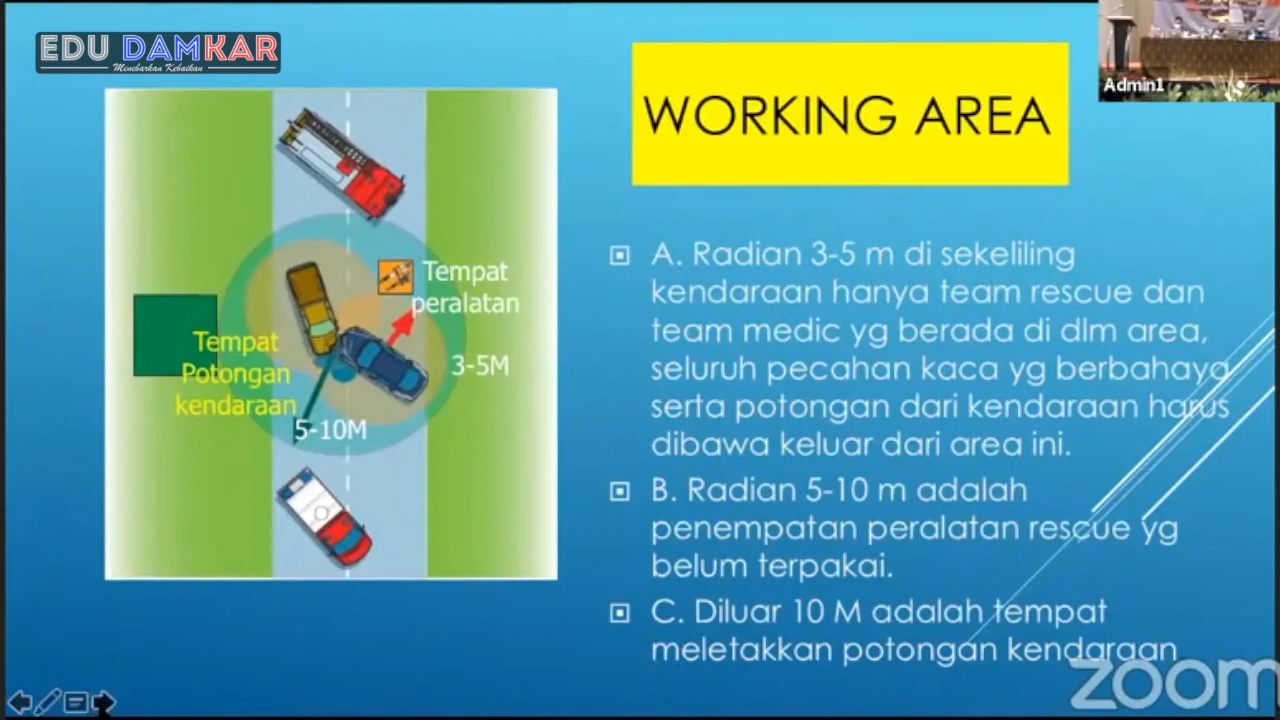 EDU DAMKAR
Menebarkan Kebaikan
Admin1
WORKING AREA
Tempat
peralatan
Tempat
Potongan
kendaraan
3-5M
5-10M
A. Radian 3-5 m di sekeliling
kendaraan hanya team rescue dan
team medic yg berada di dlm area,
seluruh pecahan kaca yg berbahaya
serta potongan dari kendaraan harus
dibawa keluar dari area ini.
B. Radian 5-10 m adalah
penempatan peralatan rescue yg
belum terpakai.
C. Diluar 10 M adalah tempat
meletakkan potongan kendaraan
zoom